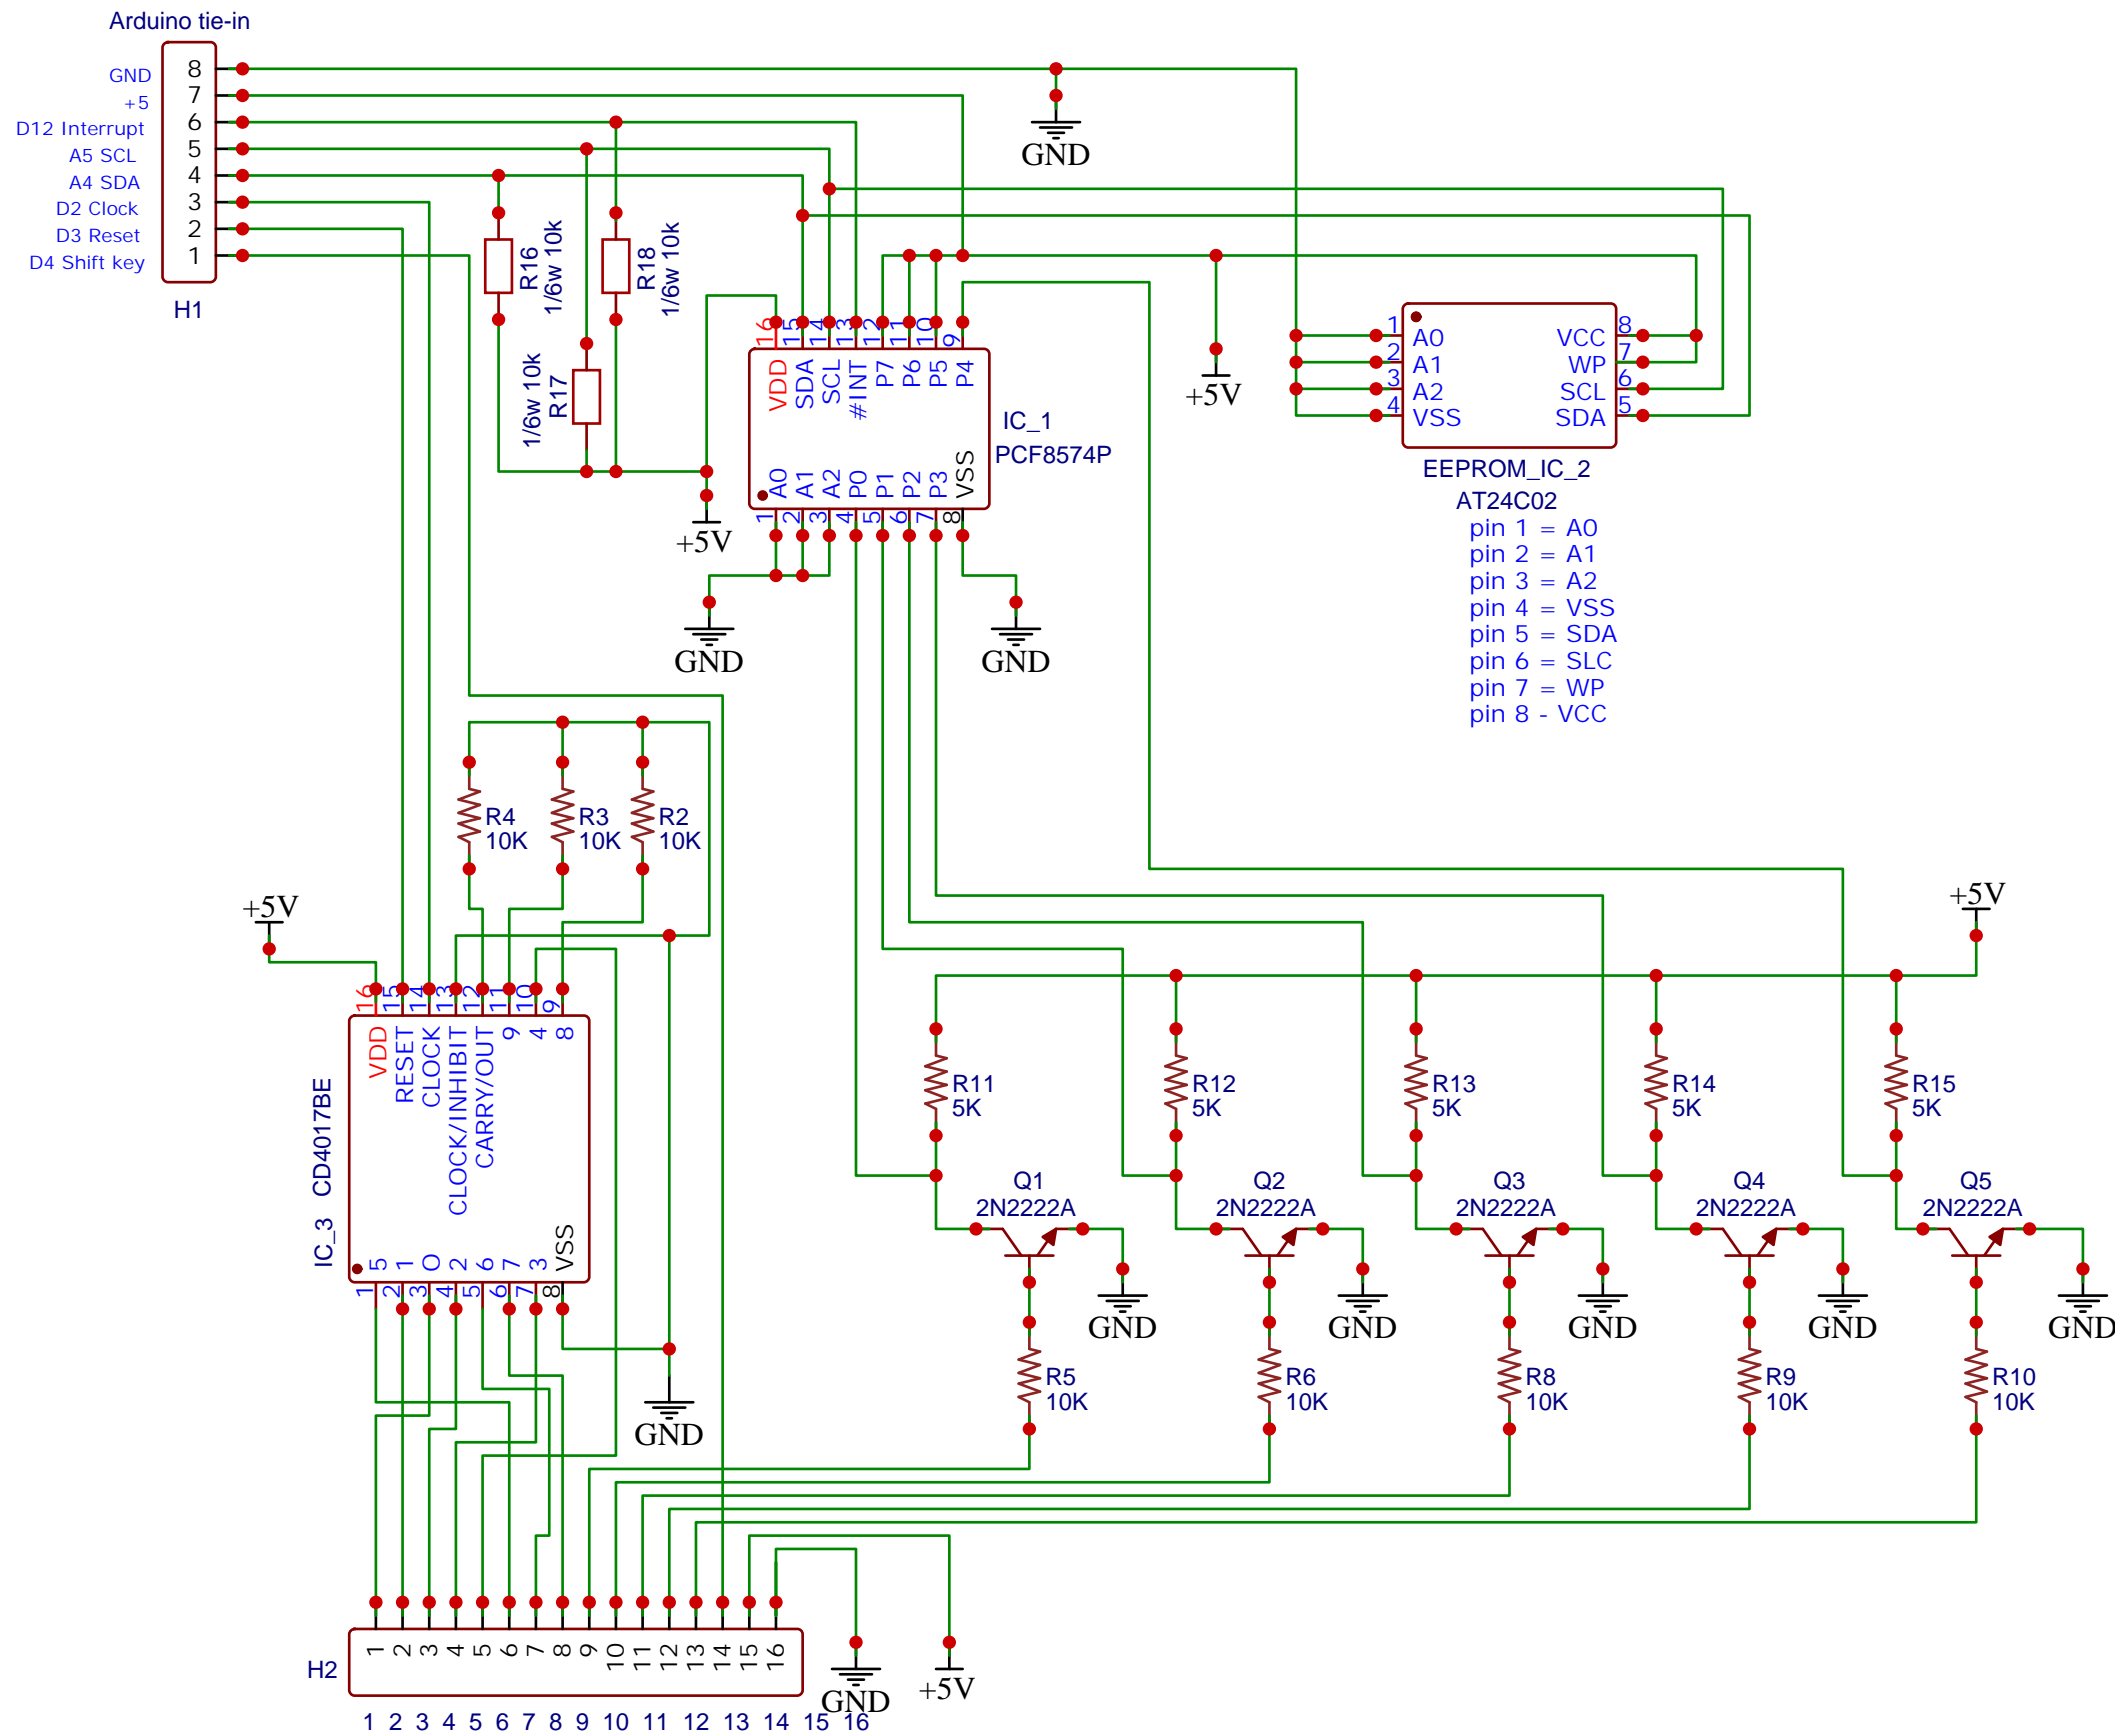 Arduino tie-in
GND 8
+5 7
D12 Interrupt 6
A5 SCL 5
A4 SDA 4
D2 Clock 3
D3 Reset 2
D4 Shift key 1
H1
GND
R16
1/6w 10k
R18
1/6w 10k
1/6w 10k
R17
+5V
16 15 14 13 12 11 10 9
VDD SDA SCL #INT P7 P6 P5 P4
A0 A1 A2 P0 P1 P2 P3 VSS
1 2 3 4 5 6 7 8
IC_1
PCF8574P
GND
GND
+5V
1 A0 VCC 8
2 A1 WP 7
3 A2 SCL 6
4 VSS SDA 5
EEPROM_IC_2
AT24C02
pin 1 = A0
pin 2 = A1
pin 3 = A2
pin 4 = VSS
pin 5 = SDA
pin 6 = SLC
pin 7 = WP
pin 8 - VCC
R4
10K
R3
10K
R2
10K
+5V
16 15 14 13 12 11 10 9
VDD RESET CLOCK CLOCK/INHIBIT CARRY/OUT 9 4 8
5 1 O 2 6 7 3 VSS
1 2 3 4 5 6 7 8
IC_3 CD4017BE
GND
+5V
R11
5K
R12
5K
R13
5K
R14
5K
R15
5K
Q1
2N2222A
Q2
2N2222A
Q3
2N2222A
Q4
2N2222A
Q5
2N2222A
GND
GND
GND
GND
GND
R5
10K
R6
10K
R8
10K
R9
10K
R10
10K
1 2 3 4 5 6 7 8 9 10 11 12 13 14 15 16
H2
GND
+5V
1 2 3 4 5 6 7 8 9 10 11 12 13 14 15 16